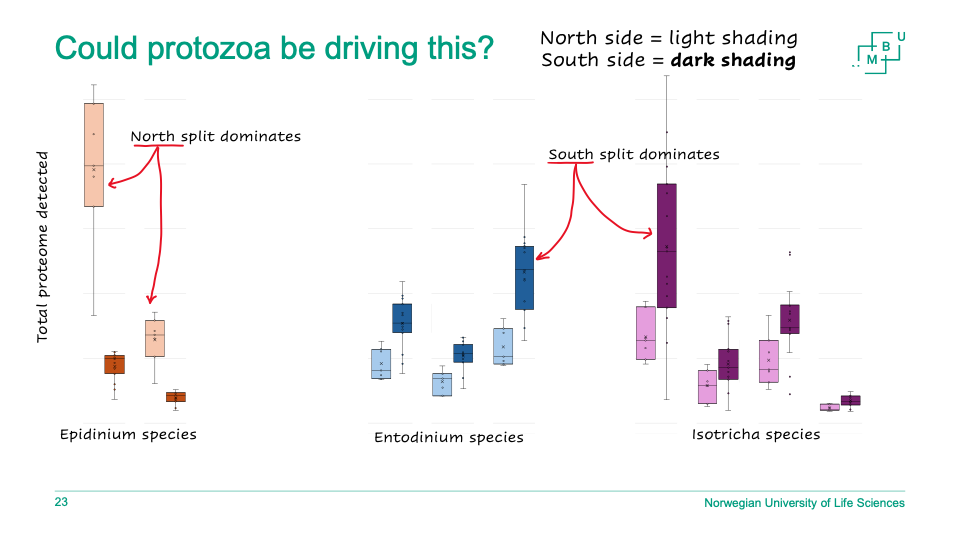 Could protozoa be driving this?
North side = light shading
South side = dark shading
U
B
M
North split dominates
South split dominates
Total proteome detected
Epidinium species
Entodinium species
Isotricha species
23
Norwegian University of Life Sciences